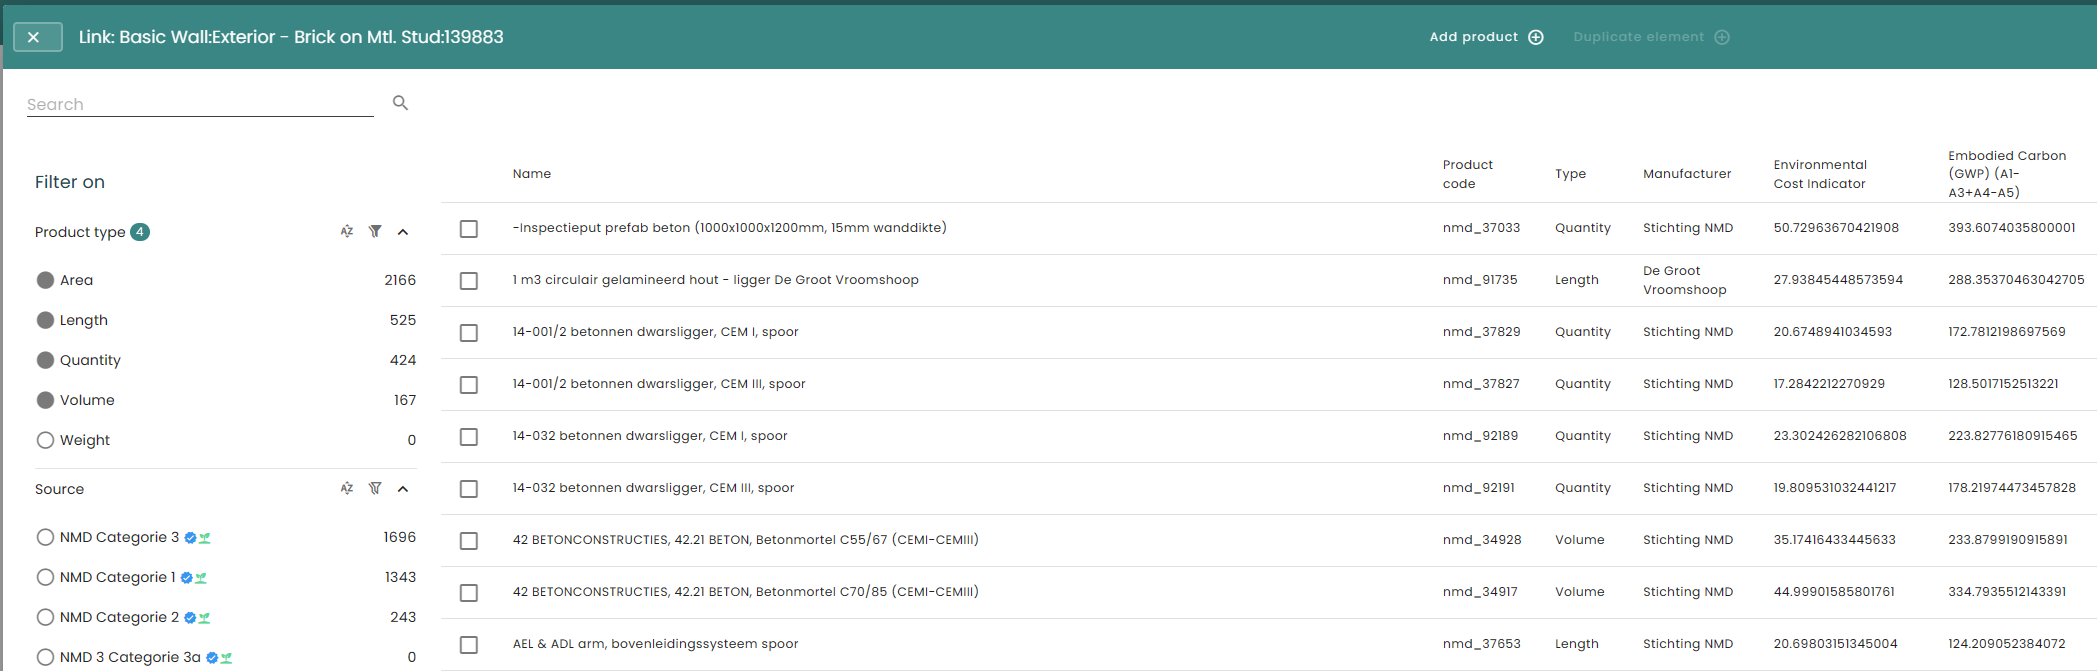 Link: Basic Wall:Exterior - Brick on Mtl. Stud:139883
Add product
Duplicate element
Search
Filter on
Product type 4
Area 2166
Length 525
Quantity 424
Volume 167
Weight 0
Source
NMD Categorie 3 1696
NMD Categorie 1 1343
NMD Categorie 2 243
NMD 3 Categorie 3a 0
Name
Product
code
Type
Manufacturer
Environmental
Cost Indicator
Embodied Carbon
(GWP) (A1-
A3+A4-A5)
-Inspectieput prefab beton (1000x1000x1200mm, 15mm wanddikte) nmd_37033 Quantity Stichting NMD 50.72963670421908 393.6074035800001
1 m3 circulair gelamineerd hout - ligger De Groot Vroomshoop nmd_91735 Length De Groot
Vroomshoop 27.93845448573594 288.35370463042705
14-001/2 betonnen dwarsligger, CEM I, spoor nmd_37829 Quantity Stichting NMD 20.6748941034593 172.7812198697569
14-001/2 betonnen dwarsligger, CEM III, spoor nmd_37827 Quantity Stichting NMD 17.2842212270929 128.5017152513221
14-032 betonnen dwarsligger, CEM I, spoor nmd_92189 Quantity Stichting NMD 23.302426282106808 223.82776180915465
14-032 betonnen dwarsligger, CEM III, spoor nmd_92191 Quantity Stichting NMD 19.809531032441217 178.21974473457828
42 BETONCONSTRUCTIES, 42.21 BETON, Betonmortel C55/67 (CEMI-CEMIII) nmd_34928 Volume Stichting NMD 35.17416433445633 233.8799190915891
42 BETONCONSTRUCTIES, 42.21 BETON, Betonmortel C70/85 (CEMI-CEMIII) nmd_34917 Volume Stichting NMD 44.99901585801761 334.7935512143391
AEL & ADL arm, bovenleidingssysteem spoor nmd_37653 Length Stichting NMD 20.69803151345004 124.209052384072